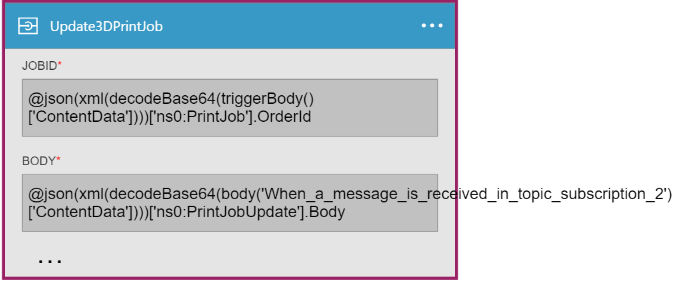 Update3DPrintJob
...
JOBID*
@json(xml(decodeBase64(triggerBody()
['ContentData'])))['ns0:PrintJob'].OrderId
BODY*
@json(xml(decodeBase64(body('When_a_message_is_received_in_topic_subscription_2')
['ContentData'])))['ns0:PrintJobUpdate'].Body
...